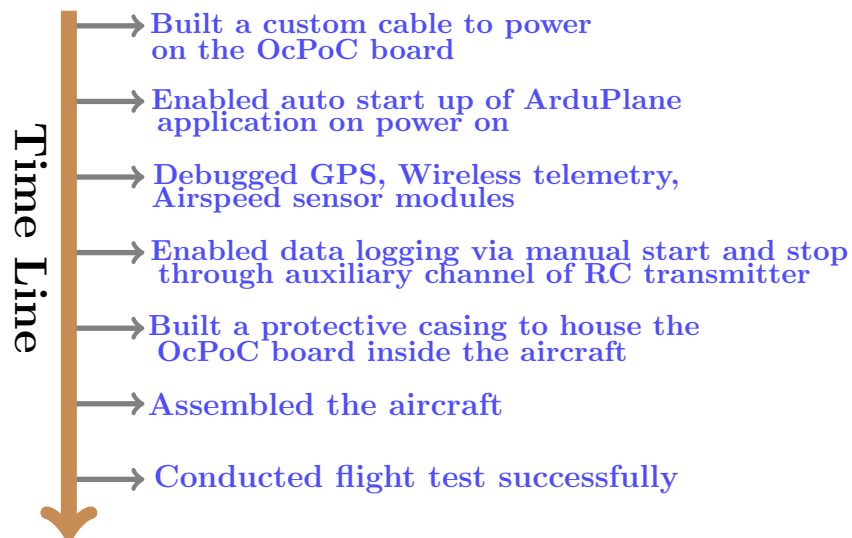 Time Line
Built a custom cable to power
on the OcPoC board
Enabled auto start up of ArduPlane
application on power on
Debugged GPS, Wireless telemetry,
Airspeed sensor modules
Enabled data logging via manual start and stop
through auxiliary channel of RC transmitter
Built a protective casing to house the
OcPoC board inside the aircraft
Assembled the aircraft
Conducted flight test successfully